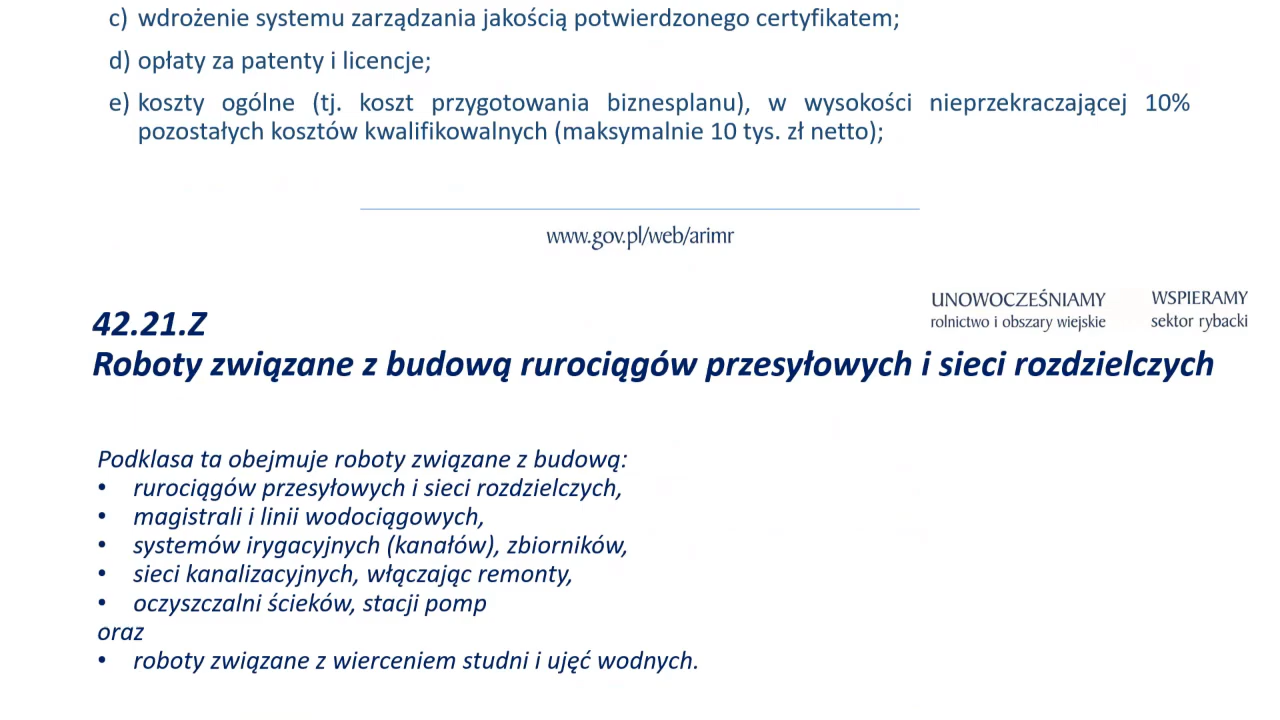 c) wdrożenie systemu zarządzania jakością potwierdzonego certyfikatem;
d) opłaty za patenty i licencje;
e) koszty ogólne (tj. koszt przygotowania biznesplanu), w wysokości nieprzekraczającej 10%
pozostałych kosztów kwalifikowalnych (maksymalnie 10 tys. zł netto);
www.gov.pl/web/arimr
UNOWOCZEŚNIAMY
rolnictwo i obszary wiejskie
WSPIERAMY
sektor rybacki
42.21.Z
Roboty związane z budową rurociągów przesyłowych i sieci rozdzielczych
Podklasa ta obejmuje roboty związane z budową:
• rurociągów przesyłowych i sieci rozdzielczych,
• magistrali i linii wodociągowych,
• systemów irygacyjnych (kanałów), zbiorników,
• sieci kanalizacyjnych, włączając remonty,
• oczyszczalni ścieków, stacji pomp
oraz
• roboty związane z wierceniem studni i ujęć wodnych.